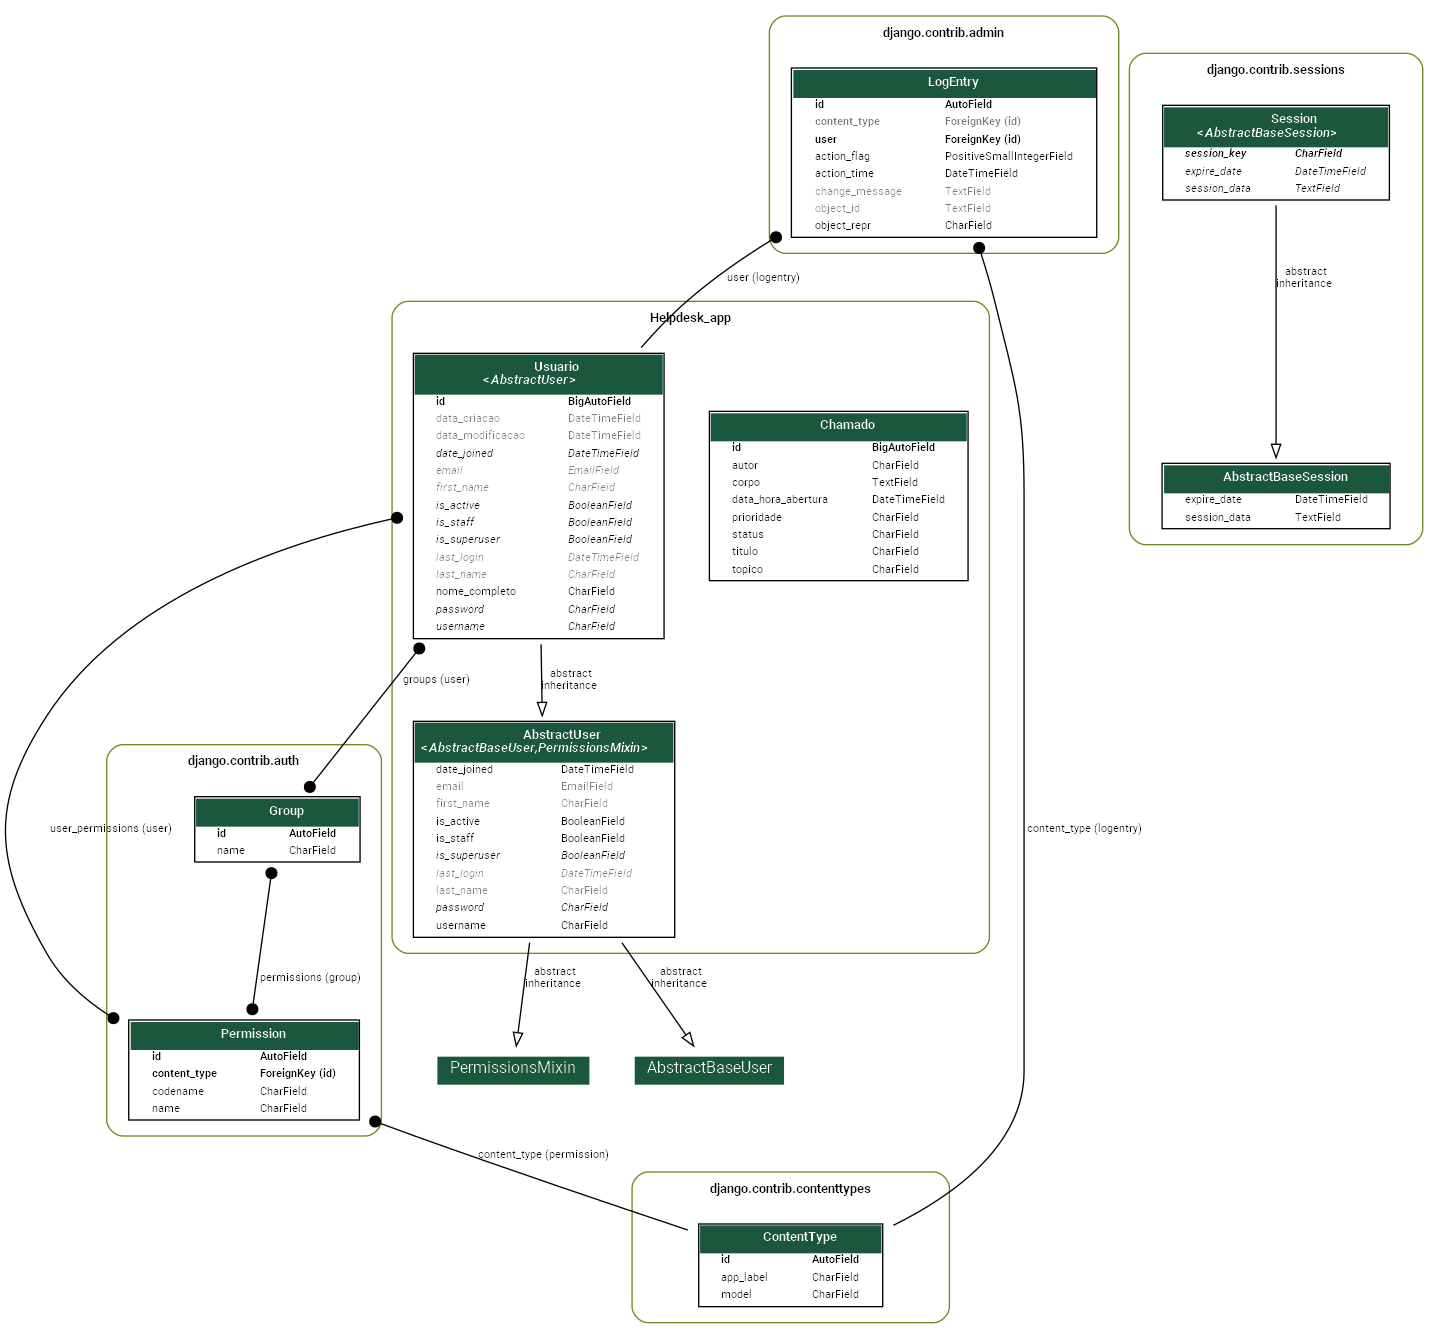 django.contrib.admin
LogEntry
id AutoField
content_type ForeignKey (id)
user ForeignKey (id)
action_flag PositiveSmallIntegerField
action_time DateTimeField
change_message TextField
object_id TextField
object_repr CharField
django.contrib.sessions
Session
<AbstractBaseSession>
session_key CharField
expire_date DateTimeField
session_data TextField
abstract
inheritance
AbstractBaseSession
expire_date DateTimeField
session_data TextField
user (logentry)
Helpdesk_app
Usuario
<AbstractUser>
id BigAutoField
data_criacao DateTimeField
data_modificacao DateTimeField
date_joined DateTimeField
email EmailField
first_name CharField
is_active BooleanField
is_staff BooleanField
is_superuser BooleanField
last_login DateTimeField
last_name CharField
nome_completo CharField
password CharField
username CharField
Chamado
id BigAutoField
autor CharField
corpo TextField
data_hora_abertura DateTimeField
prioridade CharField
status CharField
titulo CharField
topico CharField
groups (user)
abstract
inheritance
AbstractUser
<AbstractBaseUser,PermissionsMixin>
date_joined DateTimeField
email EmailField
first_name CharField
is_active BooleanField
is_staff BooleanField
is_superuser BooleanField
last_login DateTimeField
last_name CharField
password CharField
username CharField
django.contrib.auth
Group
id AutoField
name CharField
user_permissions (user)
content_type (logentry)
permissions (group)
abstract
inheritance
abstract
inheritance
Permission
id AutoField
content_type ForeignKey (id)
codename CharField
name CharField
PermissionsMixin
AbstractBaseUser
content_type (permission)
django.contrib.contenttypes
ContentType
id AutoField
app_label CharField
model CharField